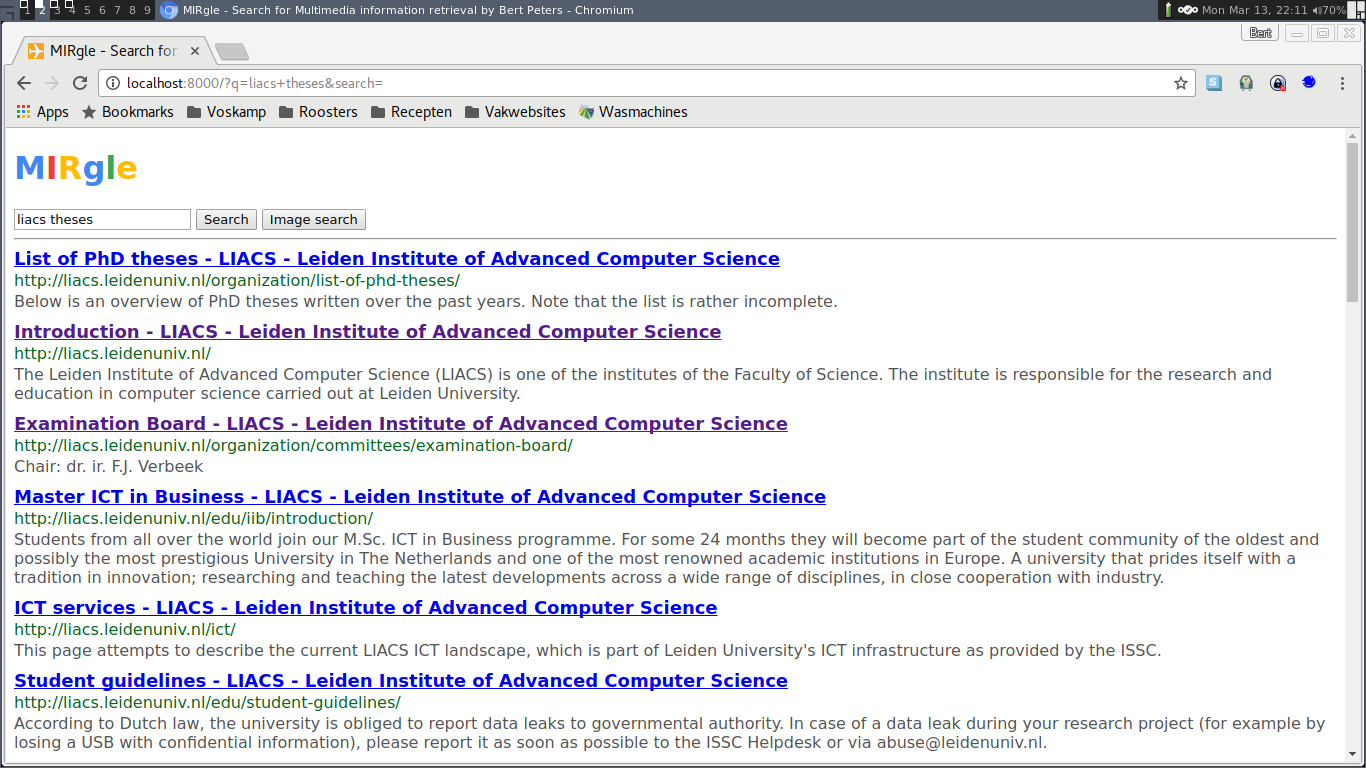 1 2 3 4 5 6 7 8 9 MIRgle - Search for Multimedia information retrieval by Bert Peters - Chromium Mon Mar 13, 22:11 70%
Bert
MIRgle - Search for
localhost:8000/?q=liacs+theses&search=
Apps Bookmarks Voskamp Roosters Recepten Vakwebsites Wasmachines
MIRgle
liacs theses Search Image search
List of PhD theses - LIACS - Leiden Institute of Advanced Computer Science
http://liacs.leidenuniv.nl/organization/list-of-phd-theses/
Below is an overview of PhD theses written over the past years. Note that the list is rather incomplete.
Introduction - LIACS - Leiden Institute of Advanced Computer Science
http://liacs.leidenuniv.nl/
The Leiden Institute of Advanced Computer Science (LIACS) is one of the institutes of the Faculty of Science. The institute is responsible for the research and
education in computer science carried out at Leiden University.
Examination Board - LIACS - Leiden Institute of Advanced Computer Science
http://liacs.leidenuniv.nl/organization/committees/examination-board/
Chair: dr. ir. F.J. Verbeek
Master ICT in Business - LIACS - Leiden Institute of Advanced Computer Science
http://liacs.leidenuniv.nl/edu/iib/introduction/
Students from all over the world join our M.Sc. ICT in Business programme. For some 24 months they will become part of the student community of the oldest and
possibly the most prestigious University in The Netherlands and one of the most renowned academic institutions in Europe. A university that prides itself with a
tradition in innovation; researching and teaching the latest developments across a wide range of disciplines, in close cooperation with industry.
ICT services - LIACS - Leiden Institute of Advanced Computer Science
http://liacs.leidenuniv.nl/ict/
This page attempts to describe the current LIACS ICT landscape, which is part of Leiden University's ICT infrastructure as provided by the ISSC.
Student guidelines - LIACS - Leiden Institute of Advanced Computer Science
http://liacs.leidenuniv.nl/edu/student-guidelines/
According to Dutch law, the university is obliged to report data leaks to governmental authority. In case of a data leak during your research project (for example by
losing a USB with confidential information), please report it as soon as possible to the ISSC Helpdesk or via abuse@leidenuniv.nl.